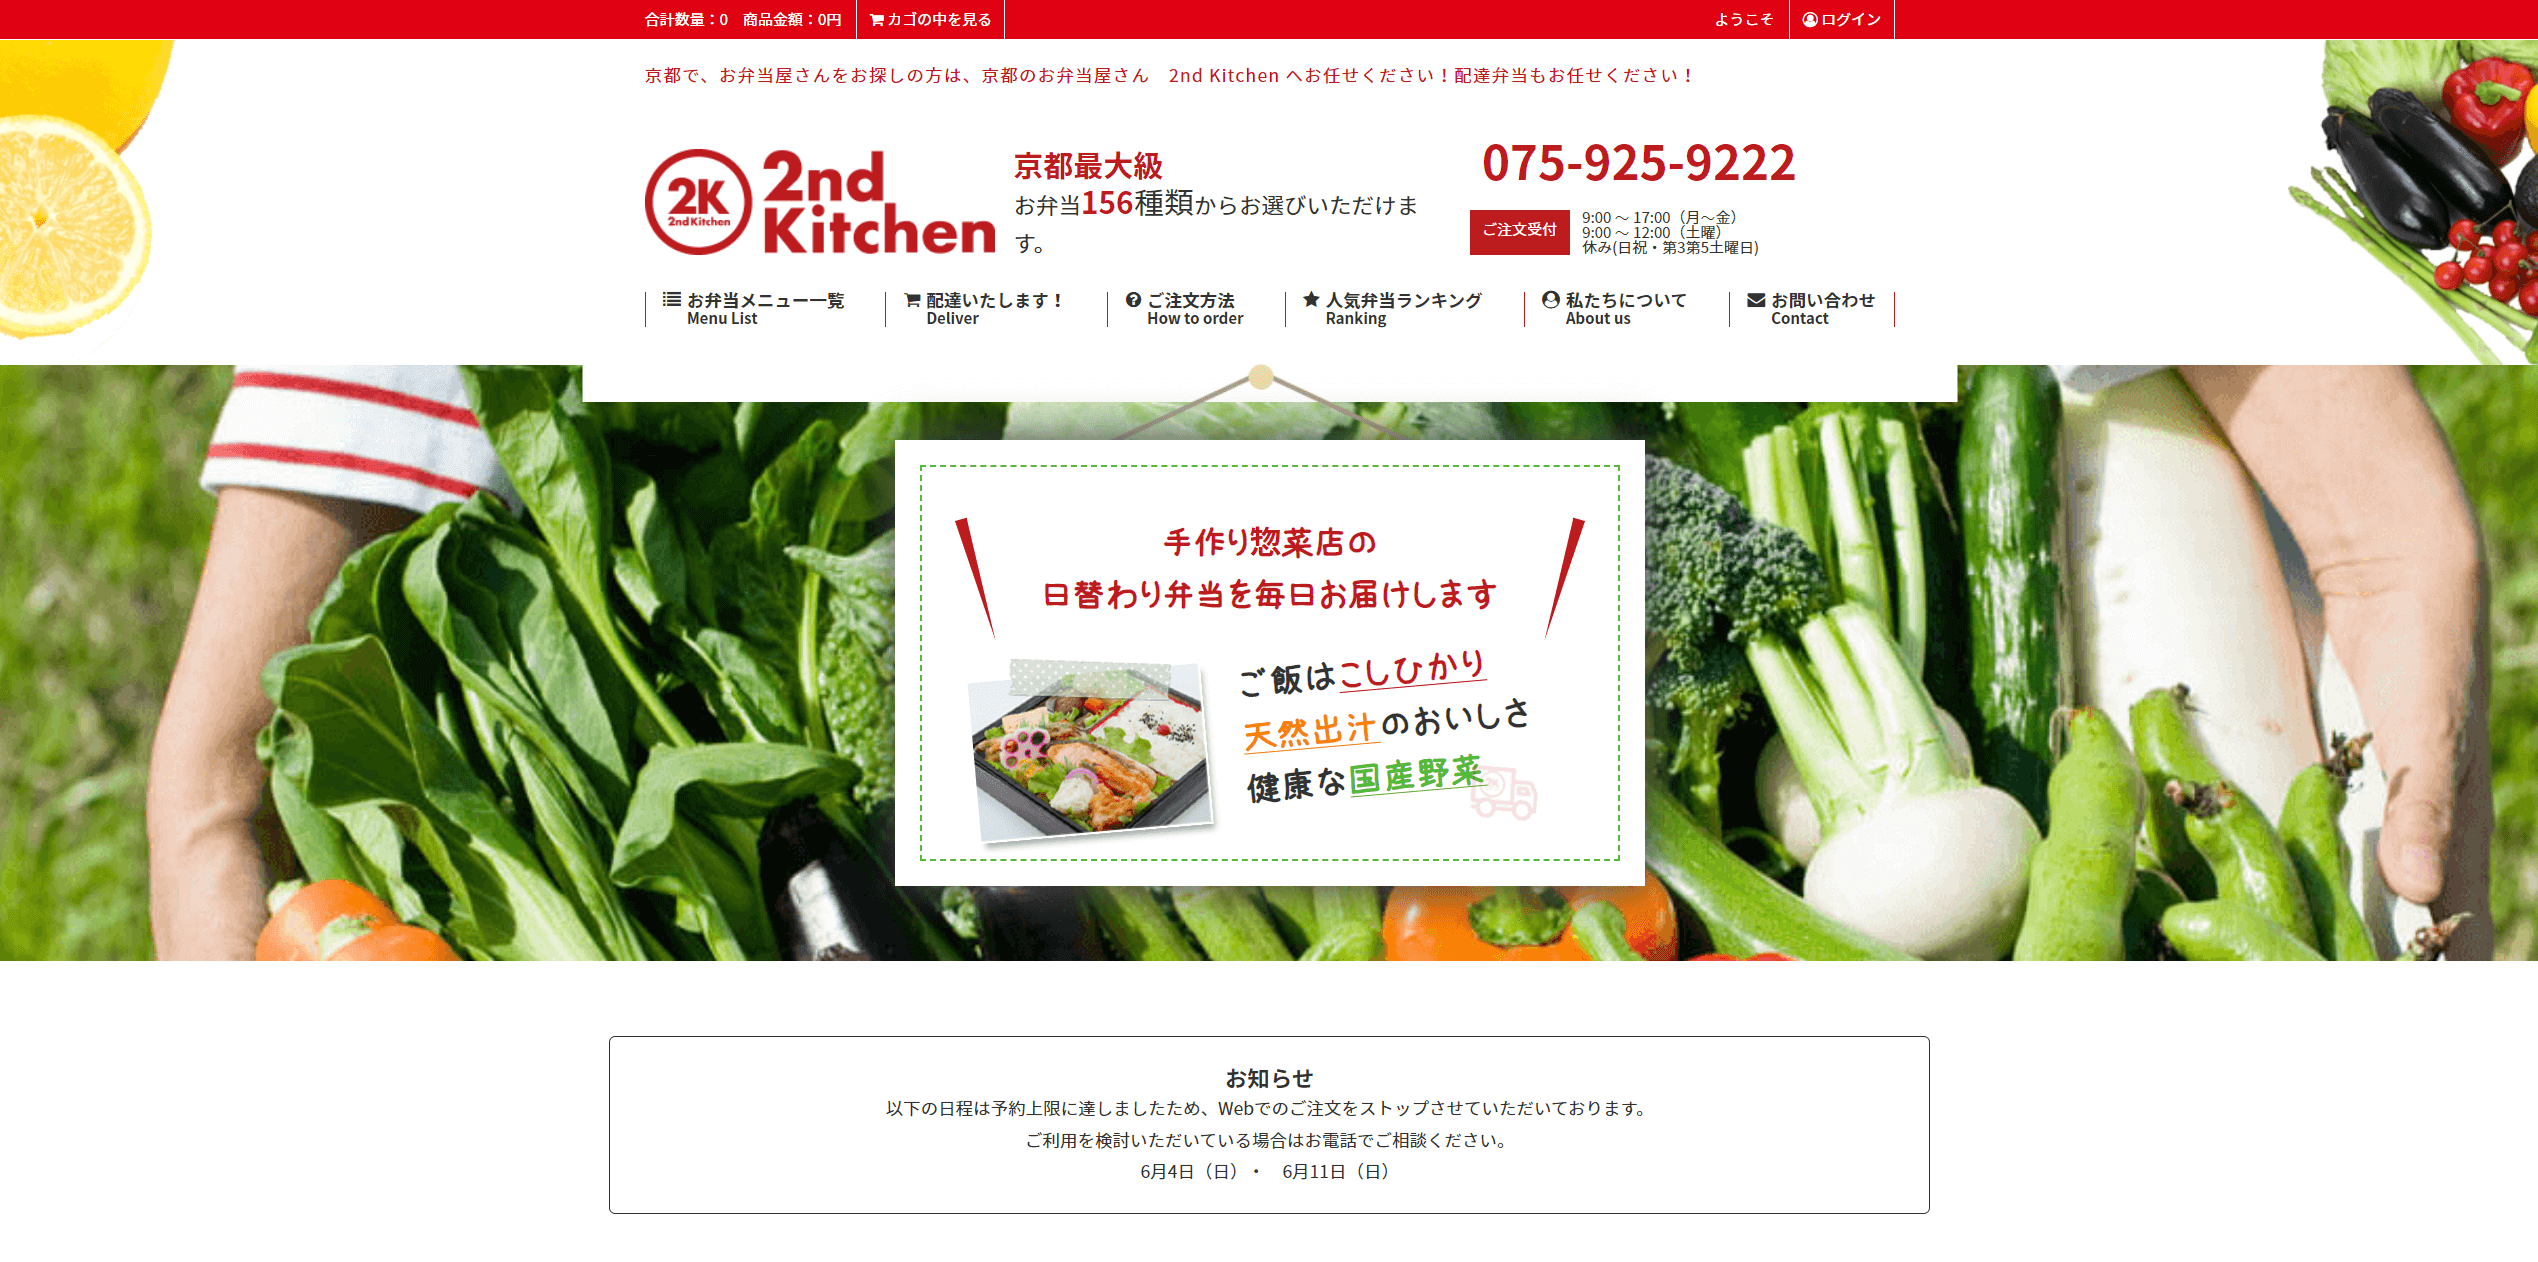 合計数量：0　商品金額：0円
カゴの中を見る
ようこそ
ログイン
京都で、お弁当屋さんをお探しの方は、京都のお弁当屋さん　2nd Kitchen へお任せください！配達弁当もお任せください！
2K
2nd Kitchen
2nd
Kitchen
京都最大級
お弁当156種類からお選びいただけま
す。
075-925-9222
ご注文受付
9:00 ～ 17:00（月～金）
9:00 ～ 12:00（土曜）
休み(日祝・第3第5土曜日)
お弁当メニュー一覧
Menu List
配達いたします！
Deliver
ご注文方法
How to order
人気弁当ランキング
Ranking
私たちについて
About us
お問い合わせ
Contact
手作り惣菜店の
日替わり弁当を毎日お届けします
ご飯はこしひかり
天然出汁のおいしさ
健康な国産野菜
お知らせ
以下の日程は予約上限に達しましたため、Webでのご注文をストップさせていただいております。
ご利用を検討いただいている場合はお電話でご相談ください。
6月4日（日）・　6月11日（日）